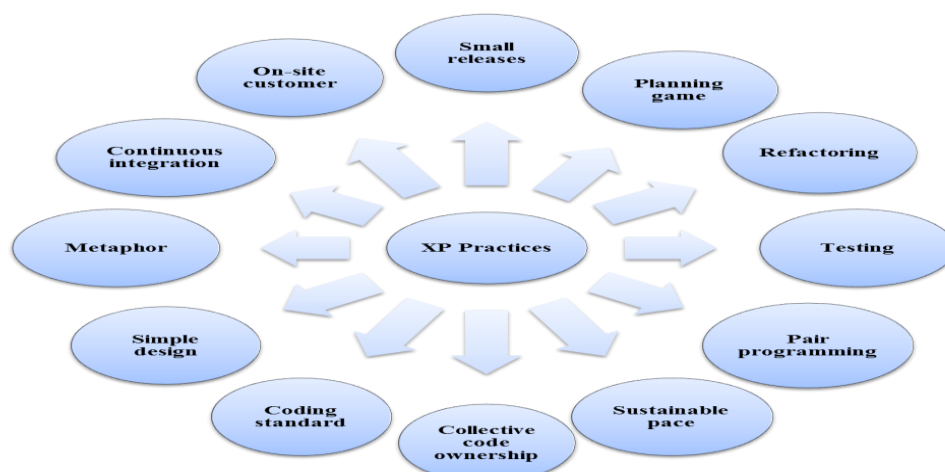 Small
releases
On-site
customer
Planning
game
Continuous
integration
Refactoring
Metaphor
XP Practices
Testing
Simple
design
Pair
programming
Coding
standard
Collective
code
ownership
Sustainable
pace